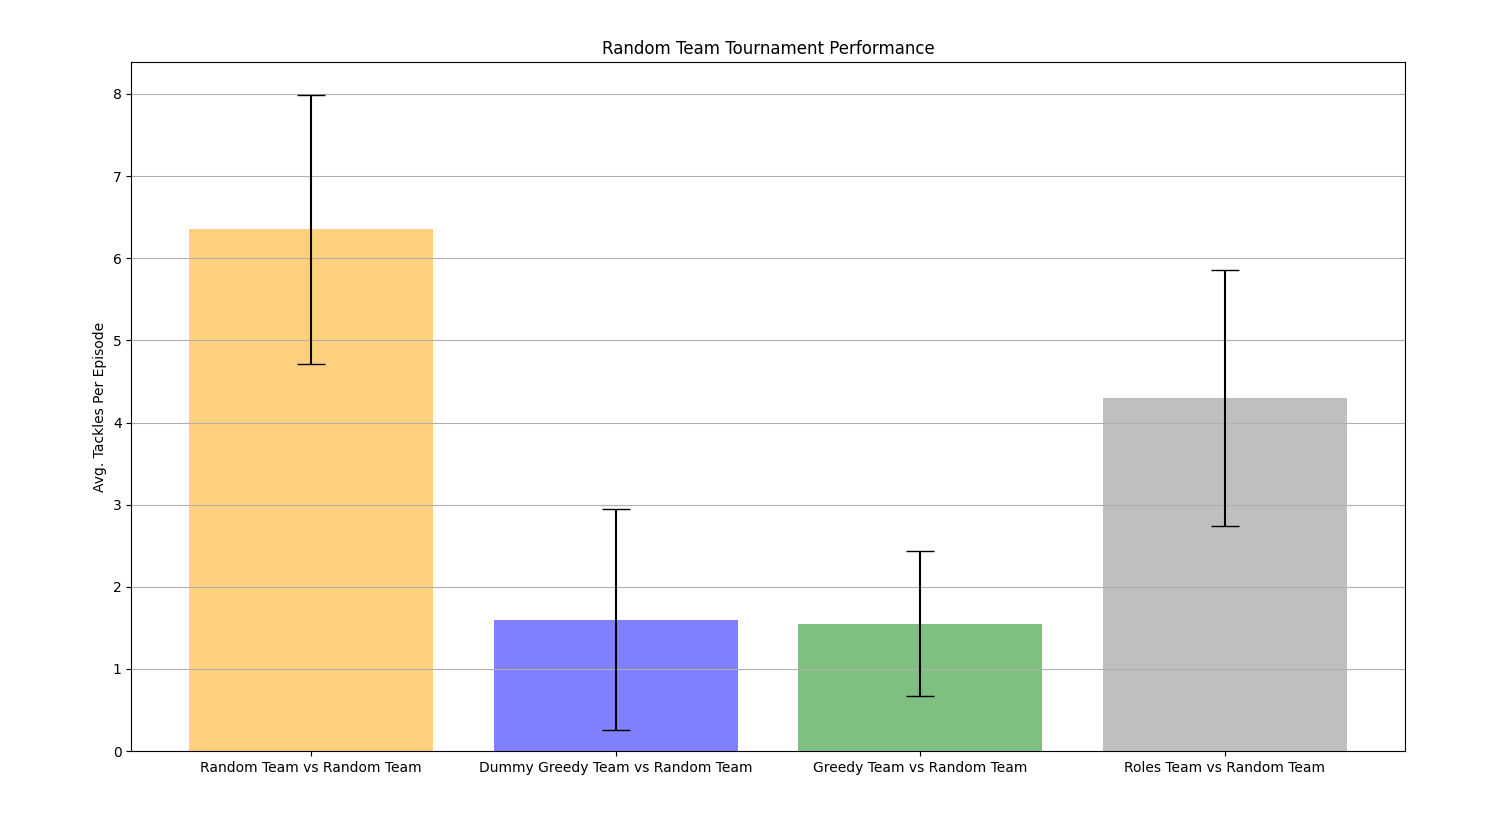 Random Team Tournament Performance
Avg. Tackles Per Episode
8
7
6
5
4
3
2
1
0
Random Team vs Random Team
Dummy Greedy Team vs Random Team
Greedy Team vs Random Team
Roles Team vs Random Team